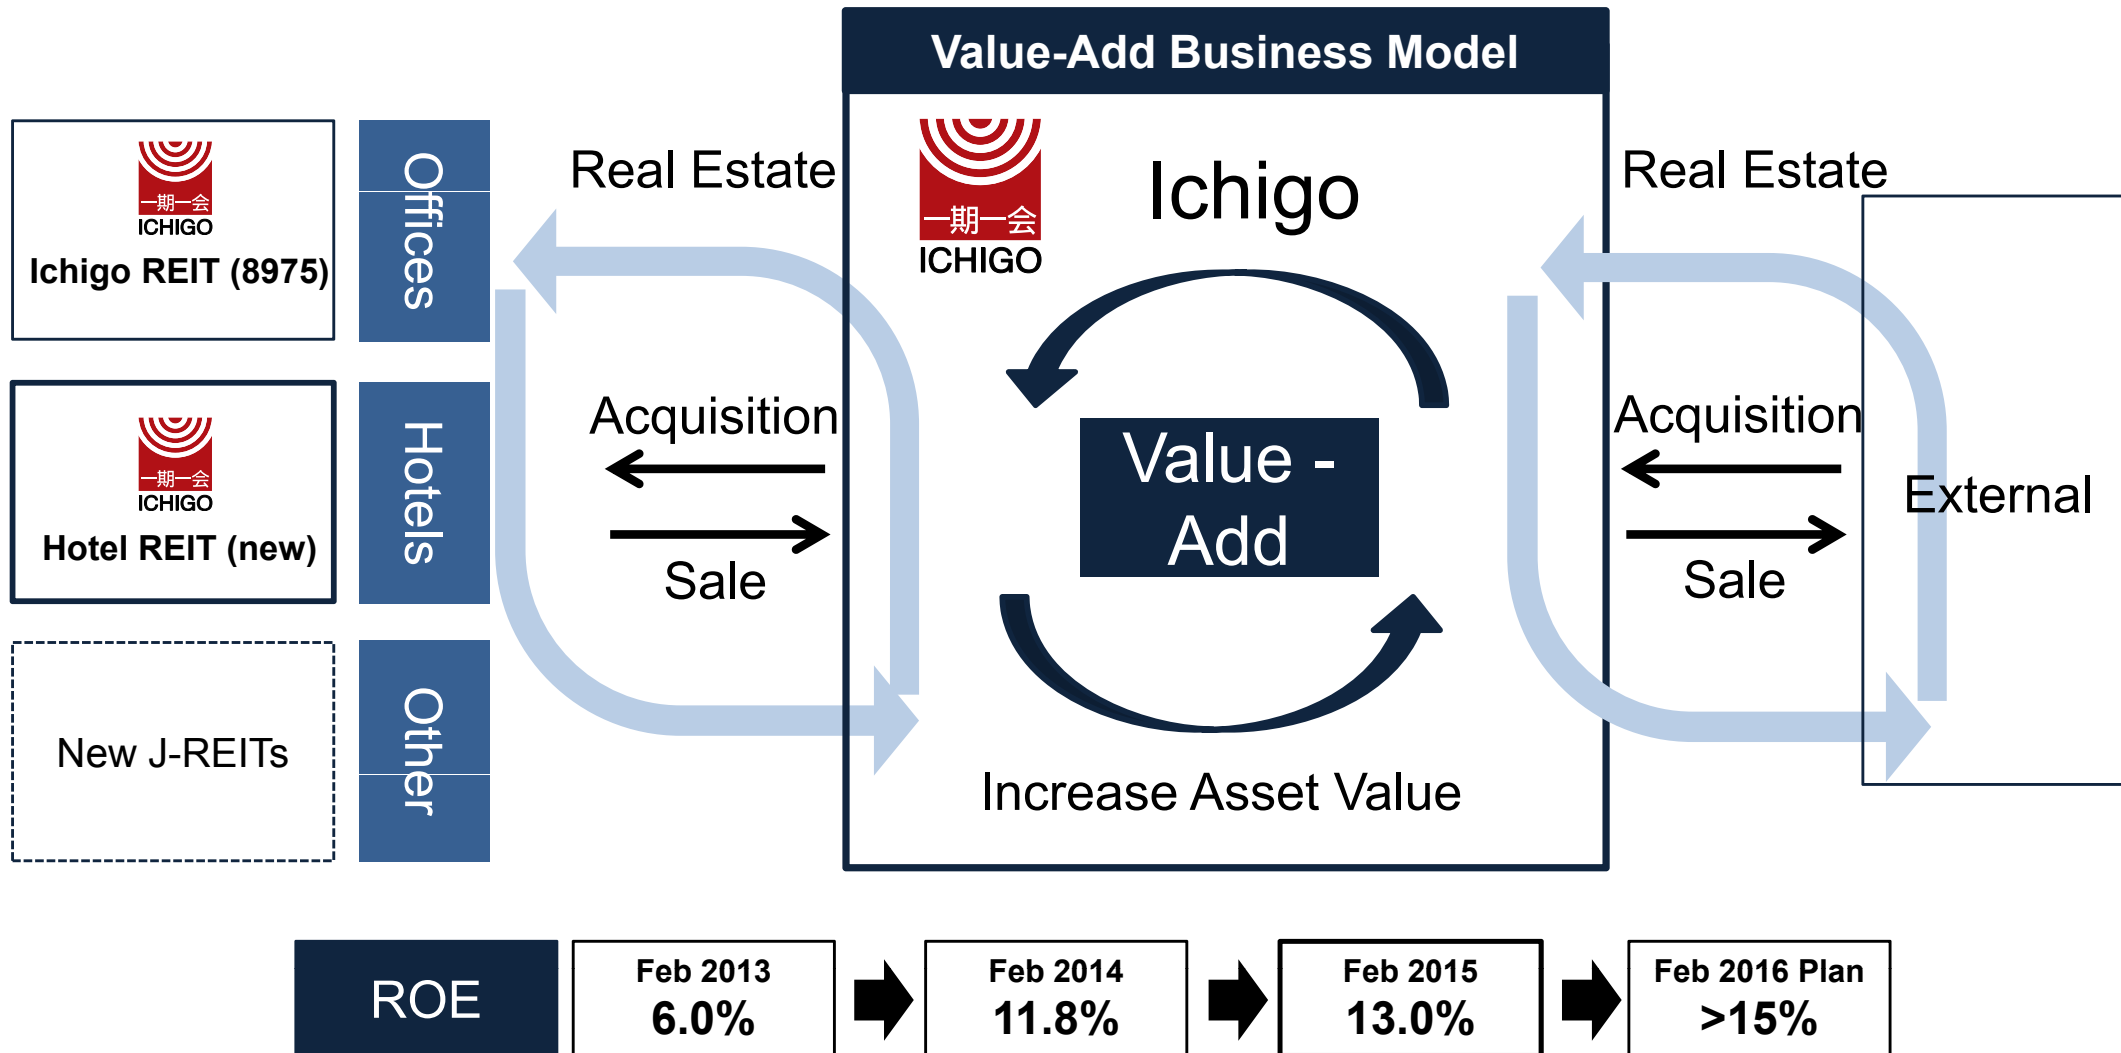 Value-Add Business Model
一期一会
ICHIGO
Ichigo REIT (8975)
Offices
Real Estate
一期一会
ICHIGO
Ichigo
Real Estate
一期一会
ICHIGO
Hotel REIT (new)
Hotels
Acquisition
Sale
Value -
Add
Acquisition
Sale
External
New J-REITs
Other
Increase Asset Value
ROE
Feb 2013
6.0%
Feb 2014
11.8%
Feb 2015
13.0%
Feb 2016 Plan
>15%